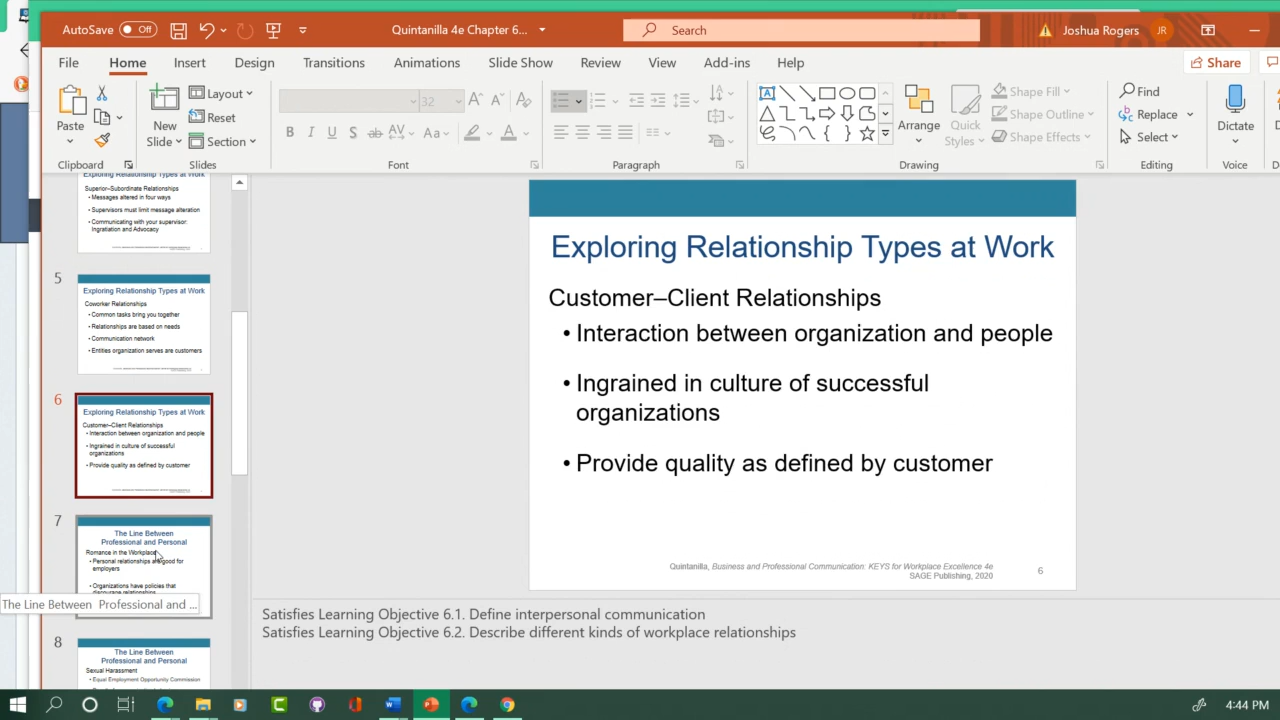 AutoSave Off Quintanilla 4e Chapter 6... Search Joshua Rogers JR
File Home Insert Design Transitions Animations Slide Show Review View Add-ins Help Share
Paste
Clipboard
New
Slide
Layout
Reset
Section
Slides
32
Aa
Font
Paragraph
Arrange
Quick
Styles
Shape Fill
Shape Outline
Shape Effects
Drawing
Find
Replace
Select
Editing
Dictate
Voice
Exploring Relationship Types at Work
Superior–Subordinate Relationships
• Messages altered in four ways
• Supervisors must limit message alteration
• Communicating with your supervisor:
Ingratiation and Advocacy
5
Exploring Relationship Types at Work
Coworker Relationships
• Common tasks bring you together
• Relationships are based on needs
• Communication network
• Entities organization serves are customers
6
Exploring Relationship Types at Work
Customer–Client Relationships
• Interaction between organization and people
• Ingrained in culture of successful
organizations
• Provide quality as defined by customer
7
The Line Between
Professional and Personal
Romance in the Workplace
• Personal relationships are good for
employers
• Organizations have policies that
discourage relationships
The Line Between Professional and ...
8
The Line Between
Professional and Personal
Sexual Harassment
• Equal Employment Opportunity Commission
Exploring Relationship Types at Work
Customer–Client Relationships
• Interaction between organization and people
• Ingrained in culture of successful
organizations
• Provide quality as defined by customer
Quintanilla, Business and Professional Communication: KEYS for Workplace Excellence 4e
SAGE Publishing, 2020
6
Satisfies Learning Objective 6.1. Define interpersonal communication
Satisfies Learning Objective 6.2. Describe different kinds of workplace relationships
4:44 PM